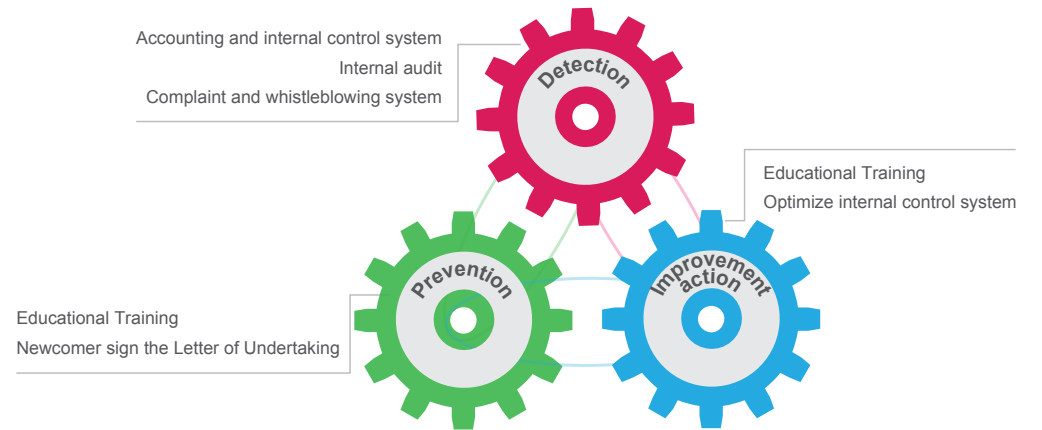 Accounting and internal control system
Internal audit
Complaint and whistleblowing system
Detection
Educational Training
Optimize internal control system
Improvement
action
Prevention
Educational Training
Newcomer sign the Letter of Undertaking